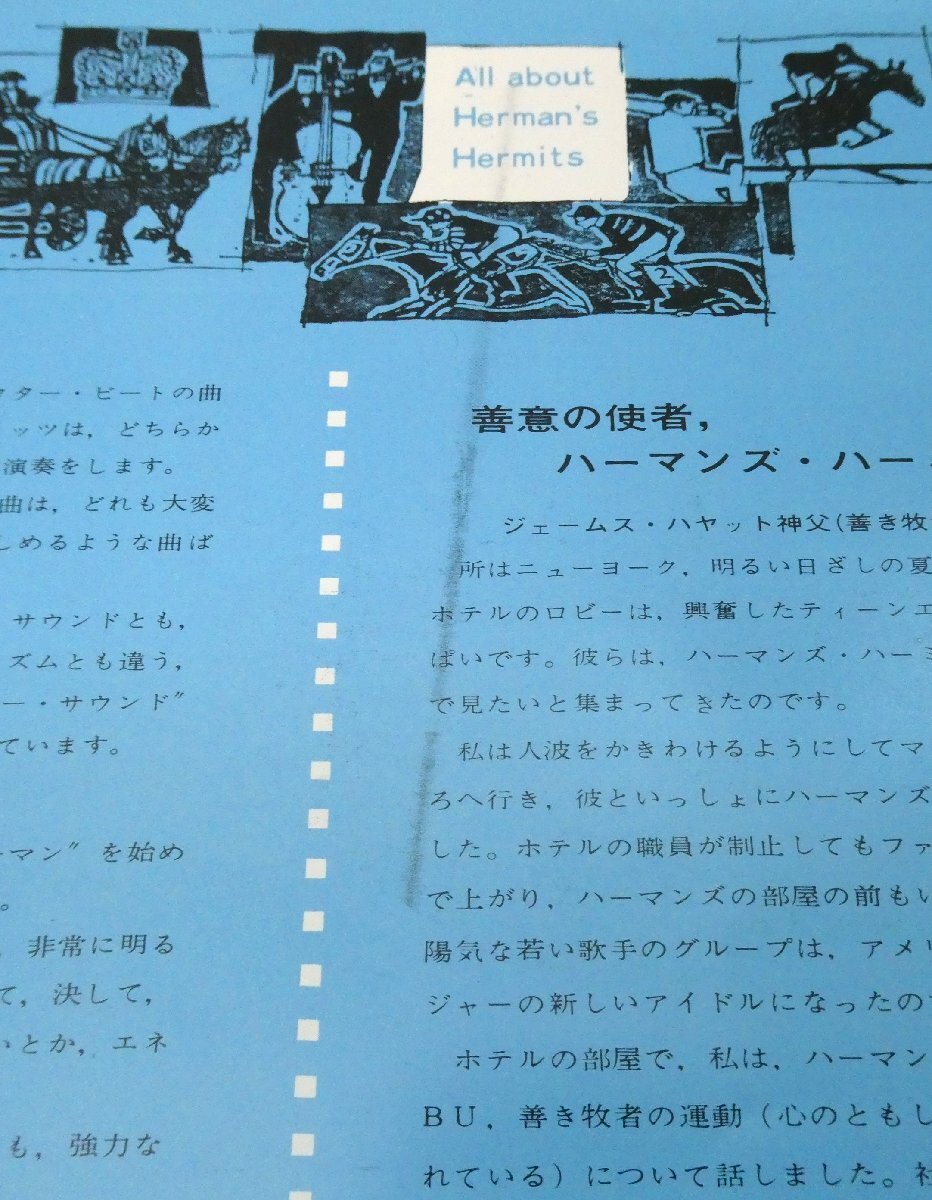 All about
Herman's
Hermits
ター・ビートの曲
ッツは，どちらか
演奏をします。
曲は，どれも大変
しめるような曲ば
サウンドとも，
ズムとも違う，
ー・サウンド〃
ています。
ーマン〃を始め
。
，非常に明る
て，決して，
いとか，エネ
も，強力な
善意の使者，
ハーマンズ・ハー
ジェームス・ハヤット神父(善き牧
所はニューヨーク，明るい日ざしの夏
ホテルのロビーは，興奮したティーンエ
ぱいです。彼らは，ハーマンズ・ハーミ
で見たいと集まってきたのです。
私は人波をかきわけるようにしてマ
ろへ行き，彼といっしょにハーマンズ
した。ホテルの職員が制止してもファ
で上がり，ハーマンズの部屋の前もい
陽気な若い歌手のグループは，アメリ
ジャーの新しいアイドルになったので
ホテルの部屋で，私は，ハーマン
ＢＵ，善き牧者の運動（心のともし
れている）について話しました。社